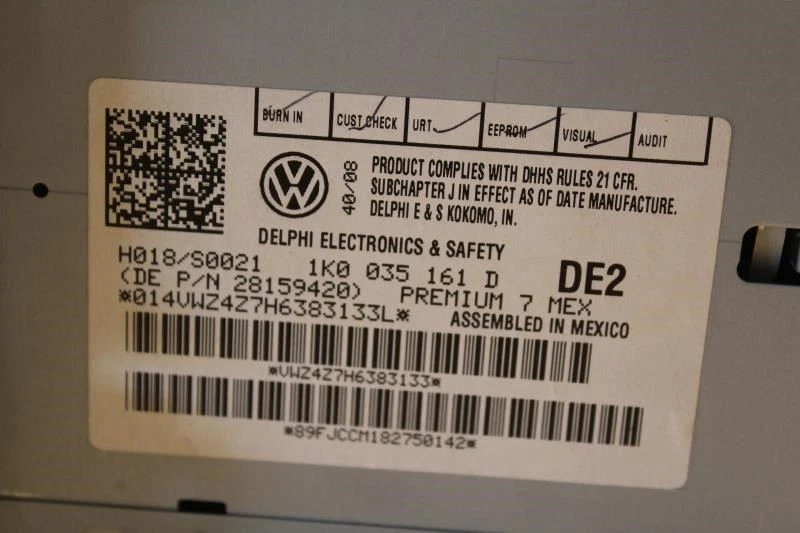 BURN IN CUST CHECK URT EEPROM VISUAL AUDIT
40/08
PRODUCT COMPLIES WITH DHHS RULES 21 CFR.
SUBCHAPTER J IN EFFECT AS OF DATE MANUFACTURE.
DELPHI E & S KOKOMO, IN.
DELPHI ELECTRONICS & SAFETY
H018/S0021 1K0 035 161 D DE2
(DE P/N 28159420) PREMIUM 7 MEX
*014VWZ4Z7H6383133L* ASSEMBLED IN MEXICO
*VWZ4Z7H6383133*
*89FJCCM182750142*